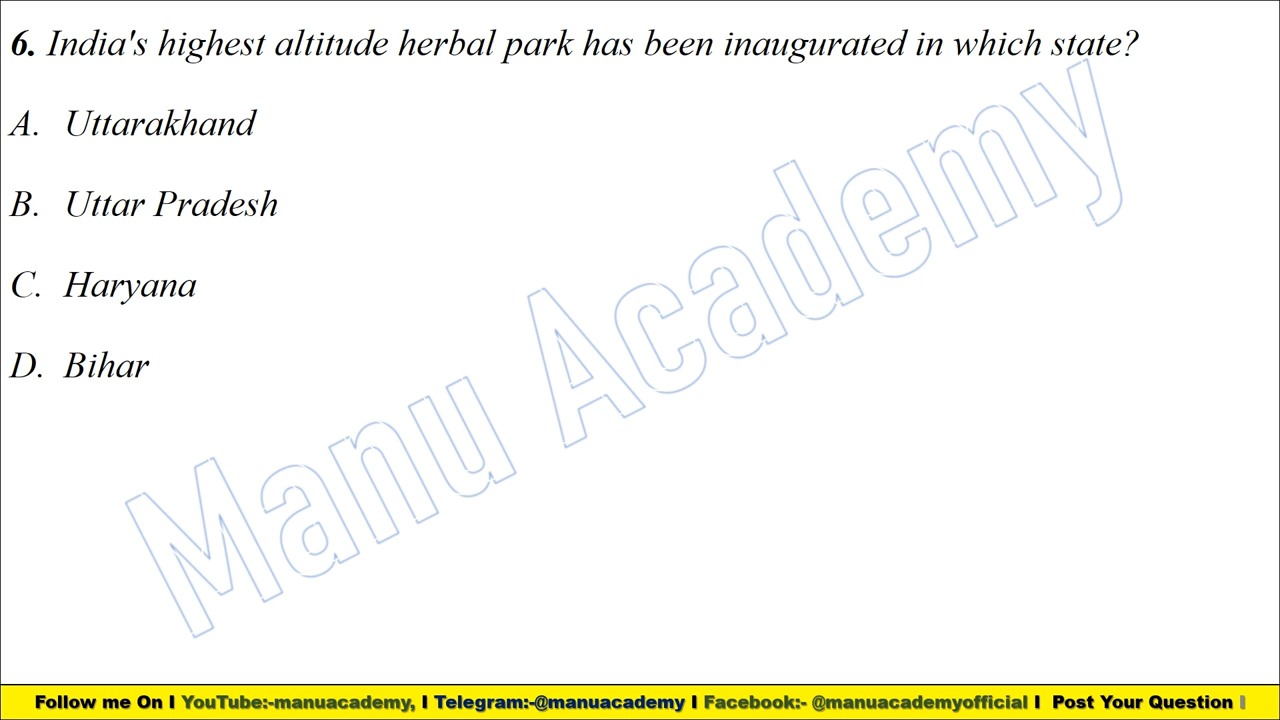 6. India's highest altitude herbal park has been inaugurated in which state?
A. Uttarakhand
B. Uttar Pradesh
C. Haryana
D. Bihar
Manu Academy
Follow me On I YouTube:-manuacademy, I Telegram:-@manuacademy I Facebook:- @manuacademyofficial I Post Your Question I